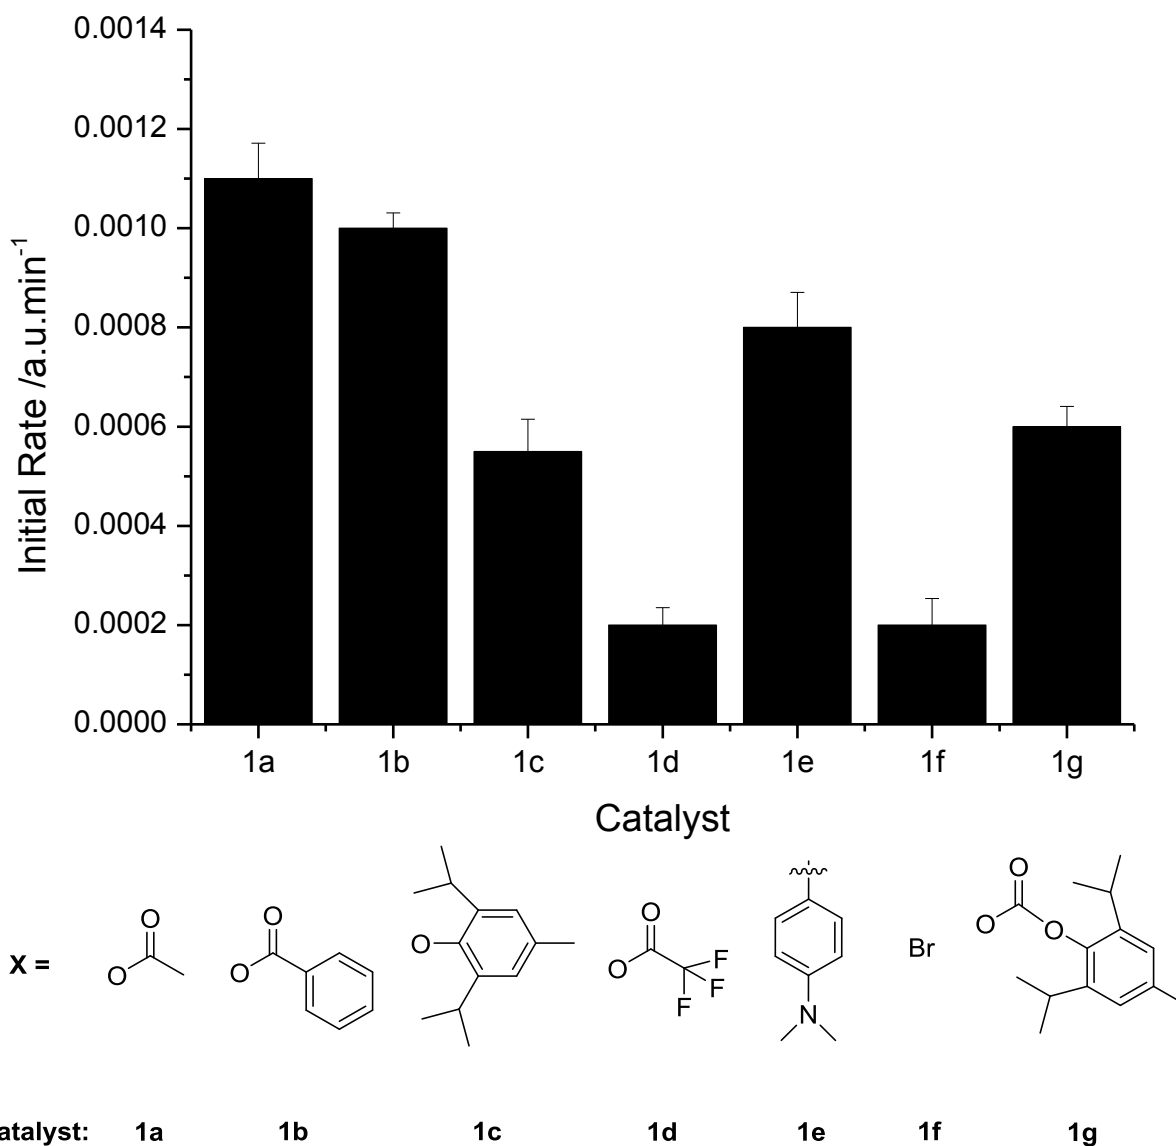 0.0014
0.0012
0.0010
0.0008
0.0006
0.0004
0.0002
0.0000
Initial Rate /a.u.min-1
1a 1b 1c 1d 1e 1f 1g
Catalyst
X =
O O
O O
O
O O F F F
N
Br
O O O
atalyst: 1a 1b 1c 1d 1e 1f 1g